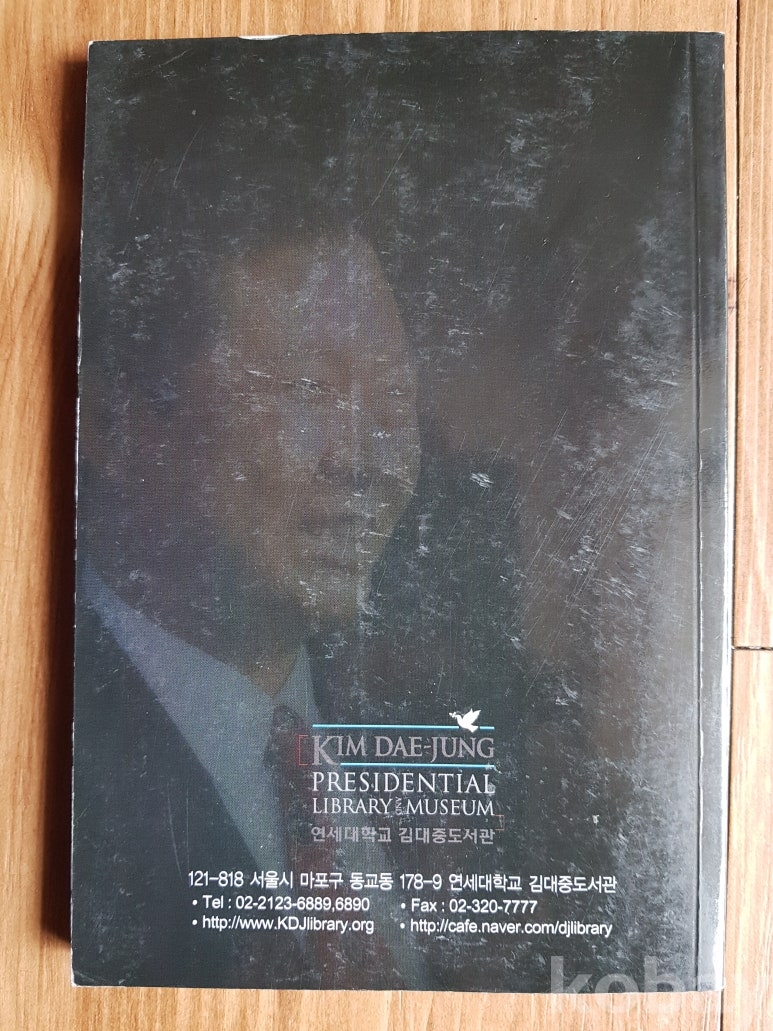 KIM DAE-JUNG
PRESIDENTIAL
LIBRARY AND MUSEUM
연세대학교 김대중도서관
121-818 서울시 마포구 동교동 178-9 연세대학교 김대중도서관
• Tel : 02-2123-6889,6890 • Fax : 02-320-7777
• http://www.KDJlibrary.org • http://cafe.naver.com/djlibrary